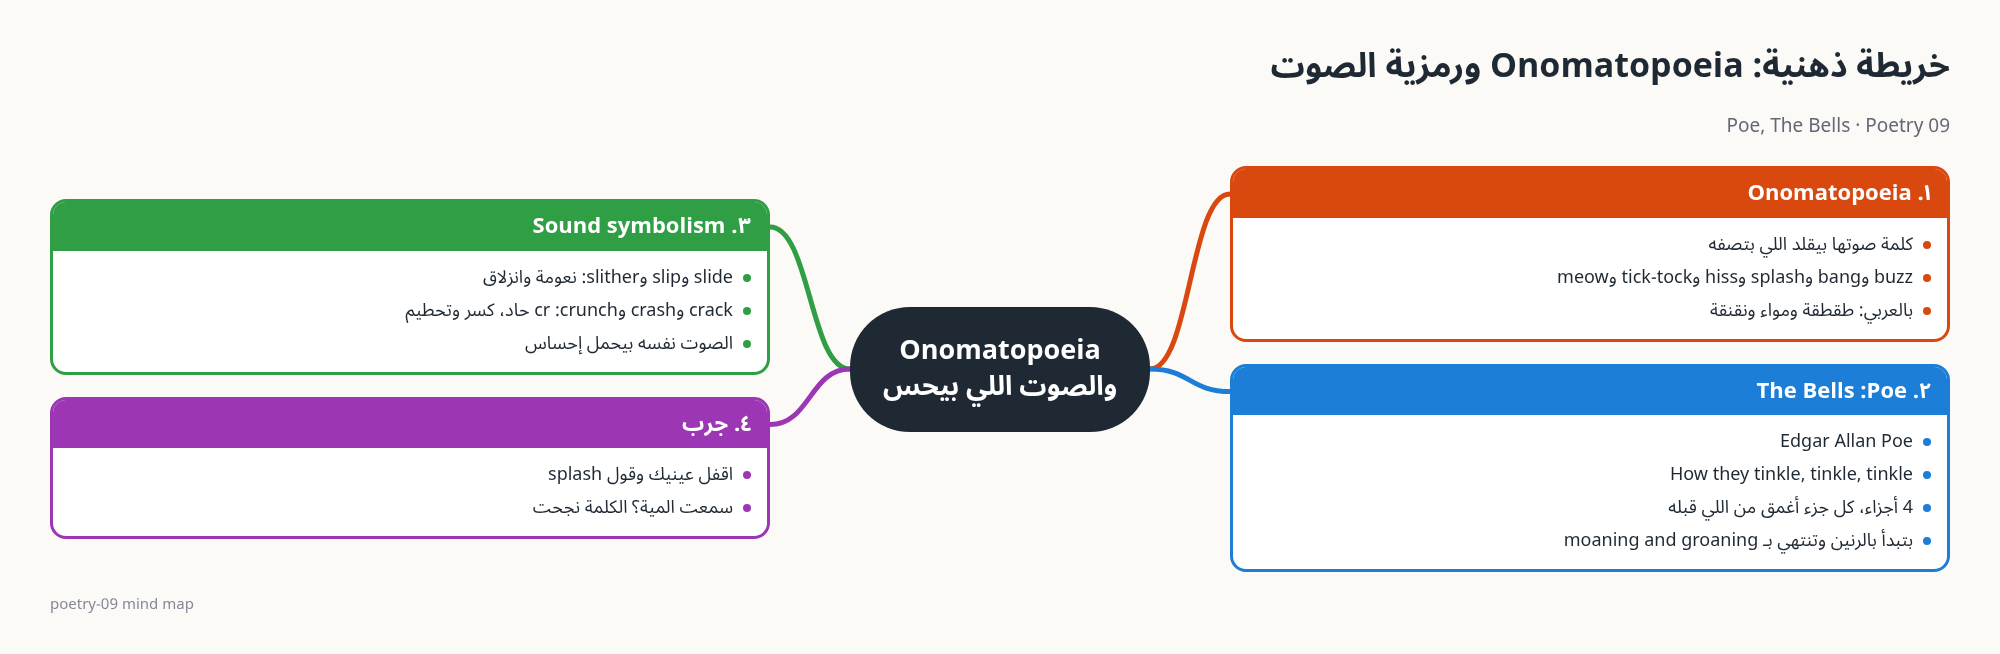 خريطة ذهنية: Onomatopoeia ورمزية الصوت
Poe, The Bells · Poetry 09
١. Onomatopoeia
كلمة صوتها بيقلد اللي بتصفه
buzz وbang وsplash وhiss وtick-tock وmeow
بالعربي: طقطقة ومواء ونقنقة
٢. Poe: The Bells
Edgar Allan Poe
How they tinkle, tinkle, tinkle
4 أجزاء، كل جزء أغمق من اللي قبله
بتبدأ بالرنين وتنتهي بـ moaning and groaning
Onomatopoeia
والصوت اللي بيحس
٣. Sound symbolism
slide وslip وslither: نعومة وانزلاق
crack وcrash وcrunch: cr حاد، كسر وتحطيم
الصوت نفسه بيحمل إحساس
٤. جرب
اقفل عينيك وقول splash
سمعت المية؟ الكلمة نجحت
poetry-09 mind map